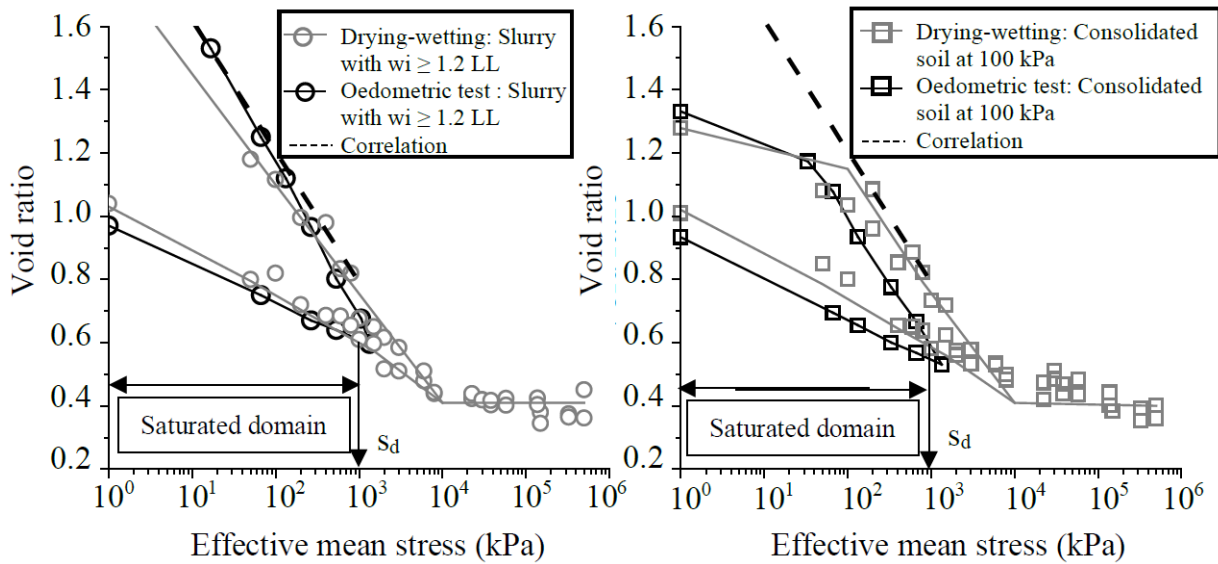 1.6
1.4
1.2
1.0
0.8
0.6
0.4
0.2
Void ratio
Drying-wetting: Slurry
with wi ≥ 1.2 LL
Oedometric test : Slurry
with wi ≥ 1.2 LL
Correlation
Saturated domain
s_d
10^0 10^1 10^2 10^3 10^4 10^5 10^6
Effective mean stress (kPa)
1.6
1.4
1.2
1.0
0.8
0.6
0.4
0.2
Void ratio
Drying-wetting: Consolidated
soil at 100 kPa
Oedometric test: Consolidated
soil at 100 kPa
Correlation
Saturated domain
s_d
10^0 10^1 10^2 10^3 10^4 10^5 10^6
Effective mean stress (kPa)